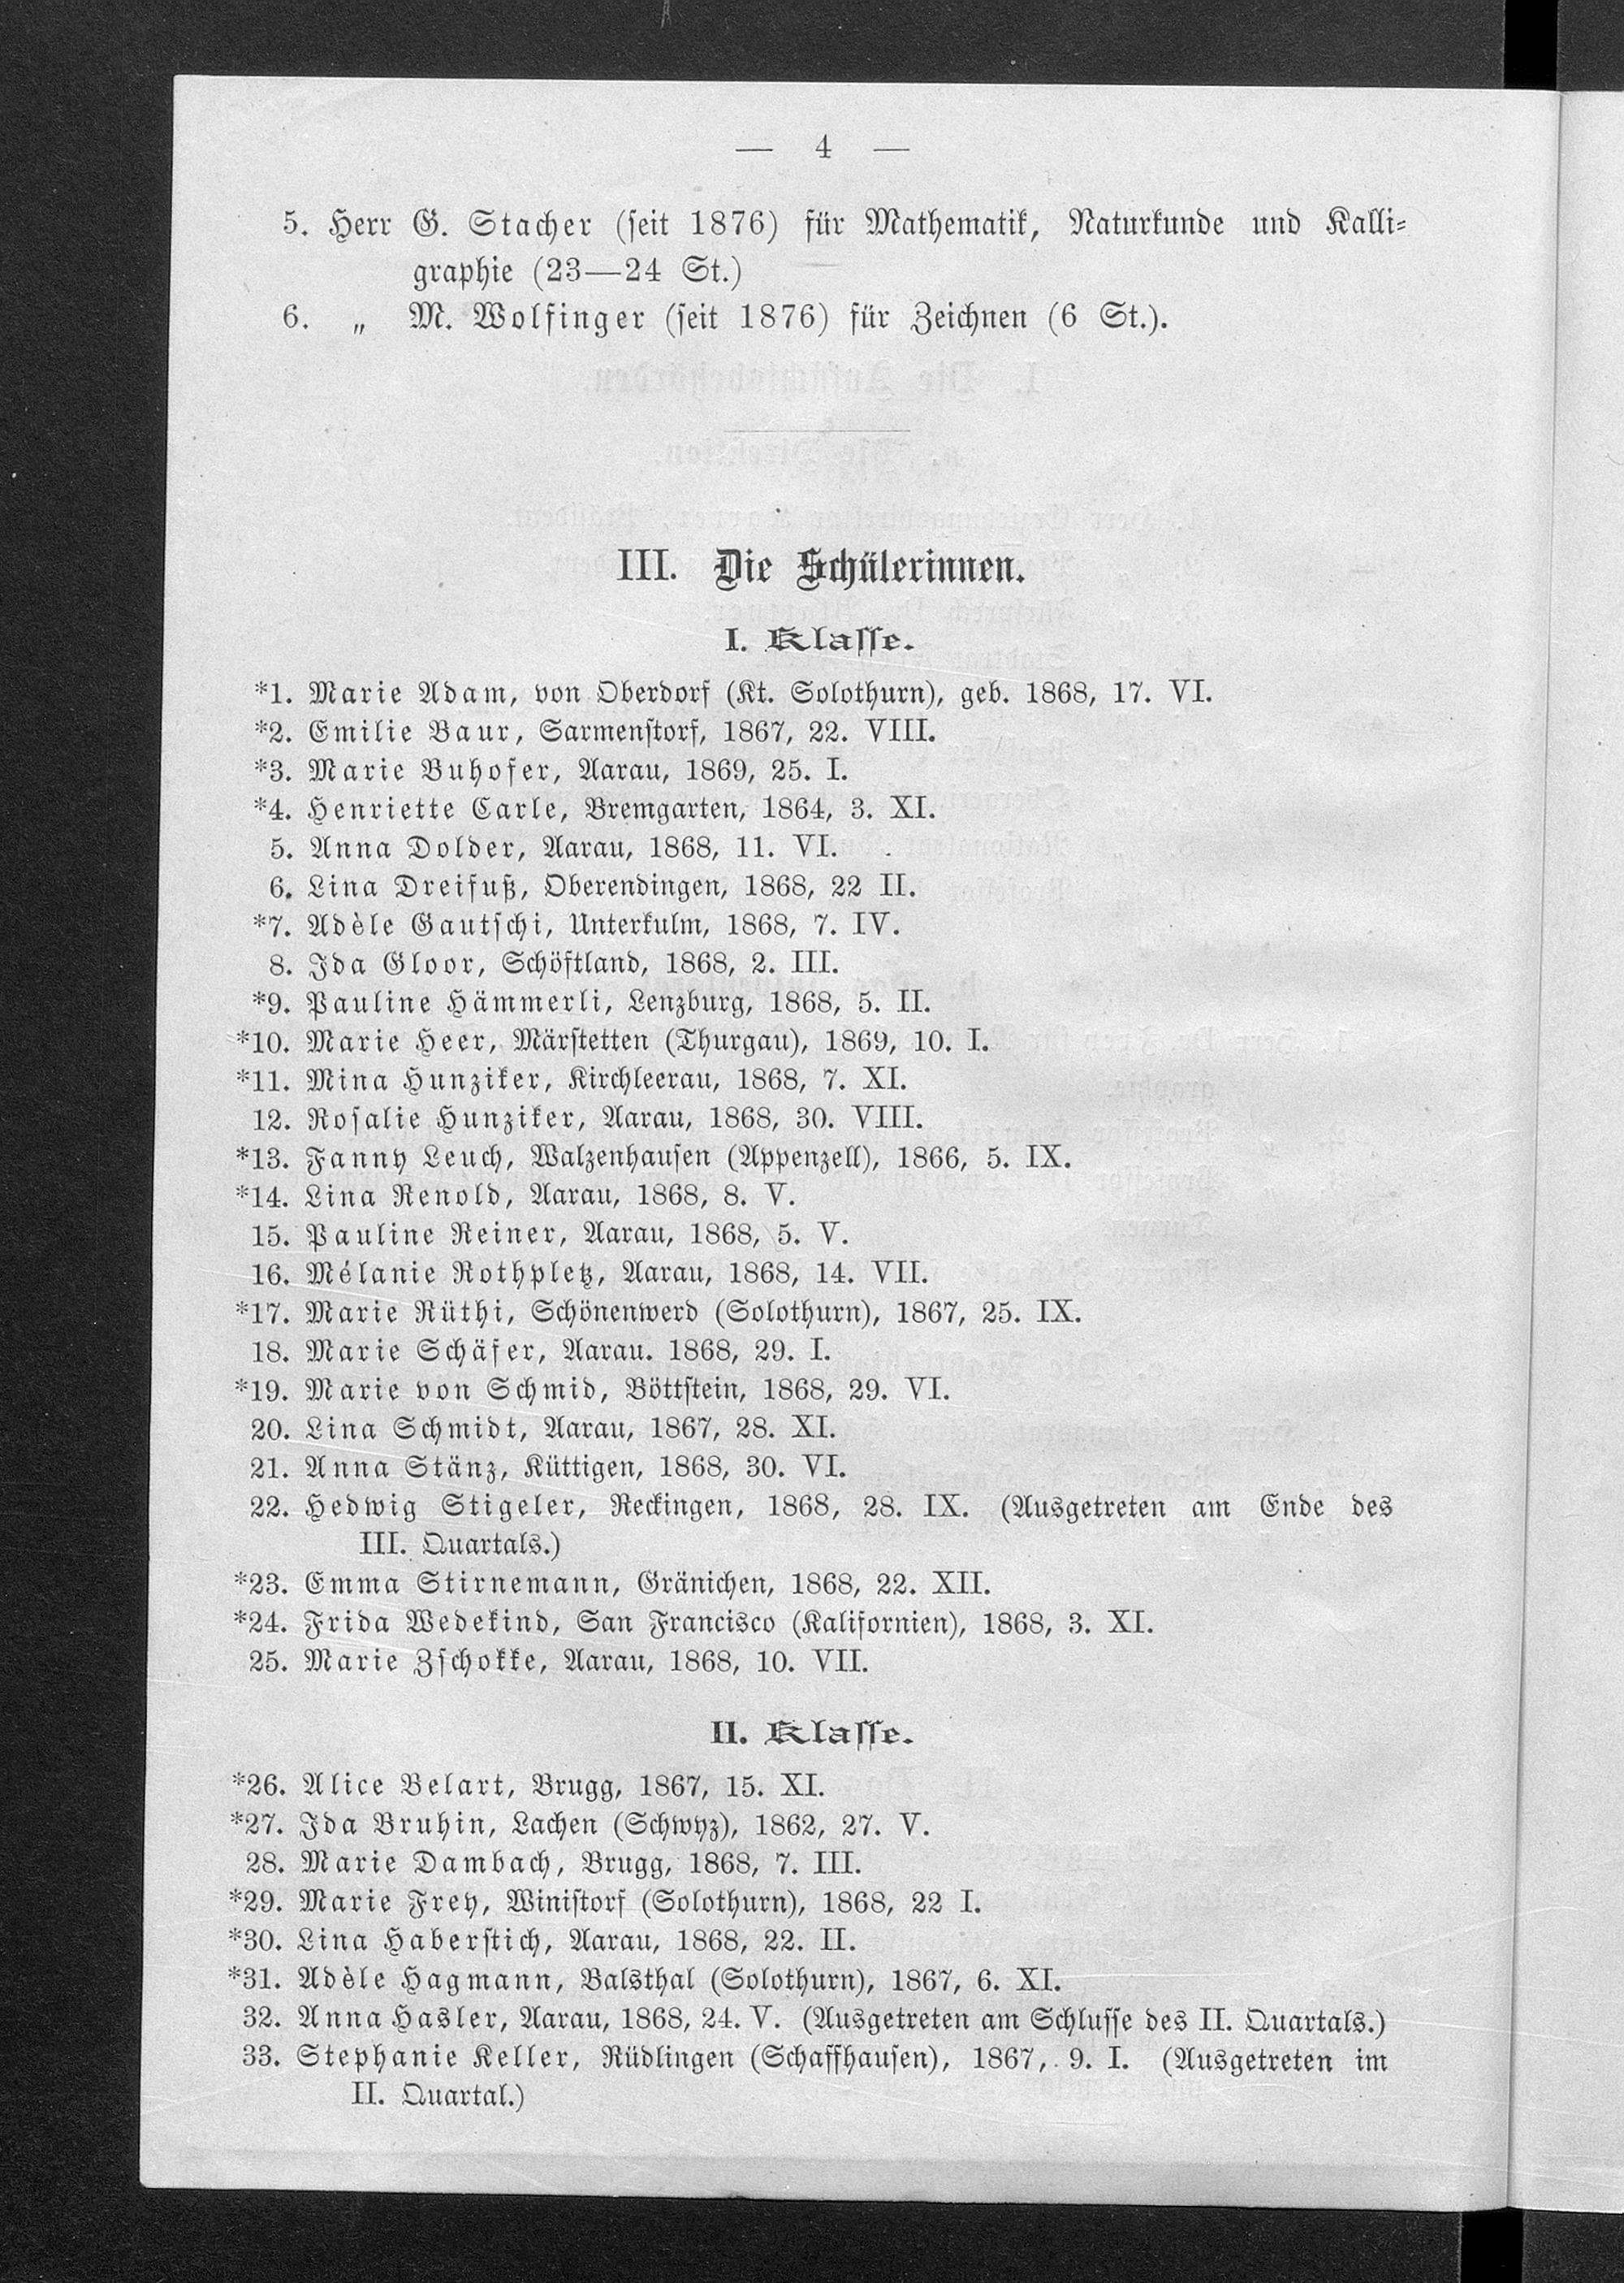 — 4 —
5. Herr G. Stacher (seit 1876) für Mathematik, Naturkunde und Kalli-
graphie (23—24 St.)
6. „ M. Wolfinger (seit 1876) für Zeichnen (6 St.).
III. Die Schülerinnen.
I. Klasse.
*1. Marie Adam, von Oberdorf (Kt. Solothurn), geb. 1868, 17. VI.
*2. Emilie Baur, Sarmenstorf, 1867, 22. VIII.
*3. Marie Buhofer, Aarau, 1869, 25. I.
*4. Henriette Carle, Bremgarten, 1864, 3. XI.
5. Anna Dolder, Aarau, 1868, 11. VI.
6. Lina Dreifuß, Oberendingen, 1868, 22 II.
*7. Adèle Gautschi, Unterkulm, 1868, 7. IV.
8. Ida Gloor, Schöftland, 1868, 2. III.
*9. Pauline Hämmerli, Lenzburg, 1868, 5. II.
*10. Marie Heer, Märstetten (Thurgau), 1869, 10. I.
*11. Mina Hunziker, Kirchleerau, 1868, 7. XI.
12. Rosalie Hunziker, Aarau, 1868, 30. VIII.
*13. Fanny Leuch, Walzenhausen (Appenzell), 1866, 5. IX.
*14. Lina Renold, Aarau, 1868, 8. V.
15. Pauline Reiner, Aarau, 1868, 5. V.
16. Mélanie Rothpletz, Aarau, 1868, 14. VII.
*17. Marie Rüthi, Schönenwerd (Solothurn), 1867, 25. IX.
18. Marie Schäfer, Aarau. 1868, 29. I.
*19. Marie von Schmid, Böttstein, 1868, 29. VI.
20. Lina Schmidt, Aarau, 1867, 28. XI.
21. Anna Stänz, Küttigen, 1868, 30. VI.
22. Hedwig Stigeler, Reckingen, 1868, 28. IX. (Ausgetreten am Ende des
III. Quartals.)
*23. Emma Stirnemann, Gränichen, 1868, 22. XII.
*24. Frida Wedekind, San Francisco (Kalifornien), 1868, 3. XI.
25. Marie Zschokke, Aarau, 1868, 10. VII.
II. Klasse.
*26. Alice Belart, Brugg, 1867, 15. XI.
*27. Ida Bruhin, Lachen (Schwyz), 1862, 27. V.
28. Marie Dambach, Brugg, 1868, 7. III.
*29. Marie Frey, Winistorf (Solothurn), 1868, 22 I.
*30. Lina Haberstich, Aarau, 1868, 22. II.
*31. Adèle Hagmann, Balsthal (Solothurn), 1867, 6. XI.
32. Anna Hasler, Aarau, 1868, 24. V. (Ausgetreten am Schlusse des II. Quartals.)
33. Stephanie Keller, Rüdlingen (Schaffhausen), 1867, 9. I. (Ausgetreten im
II. Quartal.)